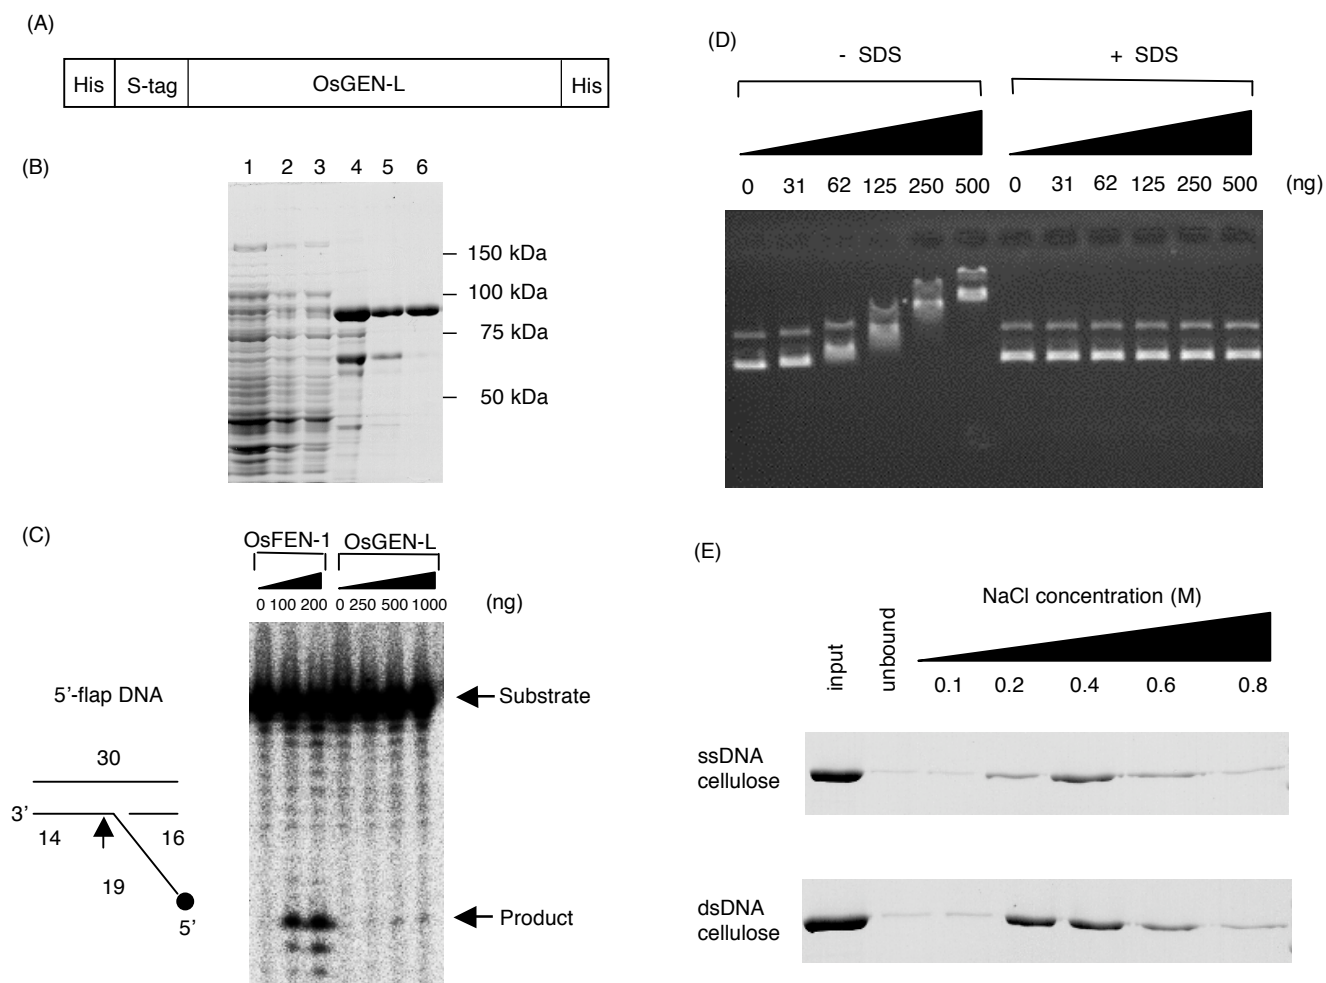 (A)
His S-tag OsGEN-L His
(B)
1 2 3 4 5 6
150 kDa
100 kDa
75 kDa
50 kDa
(C)
OsFEN-1 OsGEN-L
0 100 200 0 250 500 1000 (ng)
5’-flap DNA
30
3’
14
16
19
5’
Substrate
Product
(D)
- SDS + SDS
0 31 62 125 250 500 0 31 62 125 250 500 (ng)
(E)
NaCl concentration (M)
input
unbound
0.1 0.2 0.4 0.6 0.8
ssDNA
cellulose
dsDNA
cellulose